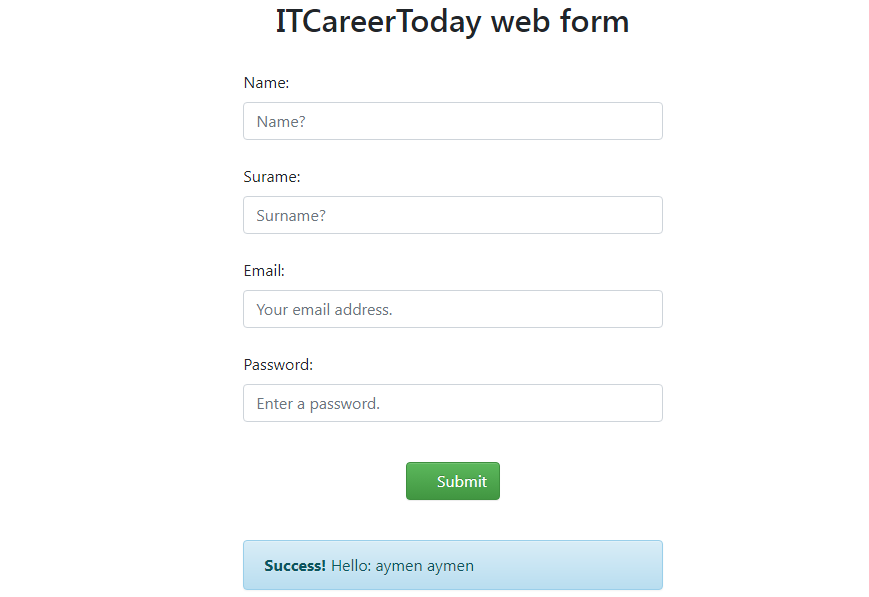 ITCareerToday web form
Name:
Name?
Surame:
Surname?
Email:
Your email address.
Password:
Enter a password.
Submit
Success! Hello: aymen aymen